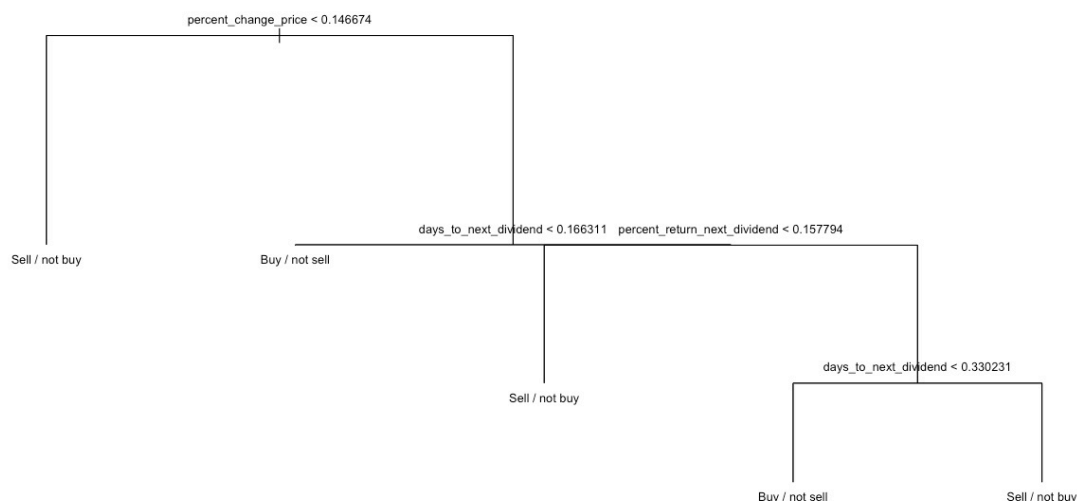 percent_change_price < 0.146674
days_to_next_dividend < 0.166311
percent_return_next_dividend < 0.157794
Sell / not buy
Buy / not sell
days_to_next_dividend < 0.330231
Sell / not buy
Buy / not sell
Sell / not buy